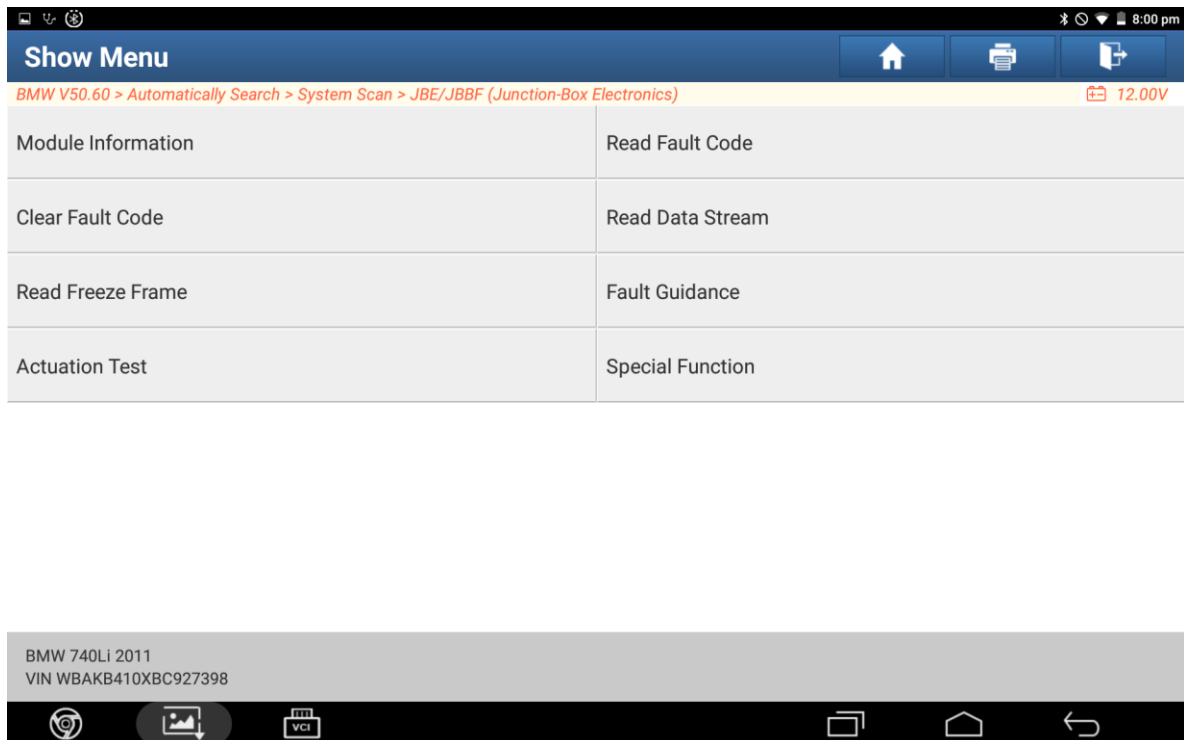 8:00 pm
Show Menu
BMW V50.60 > Automatically Search > System Scan > JBE/JBBF (Junction-Box Electronics)
12.00V
Module Information
Read Fault Code
Clear Fault Code
Read Data Stream
Read Freeze Frame
Fault Guidance
Actuation Test
Special Function
BMW 740Li 2011
VIN WBAKB410XBC927398
VCI